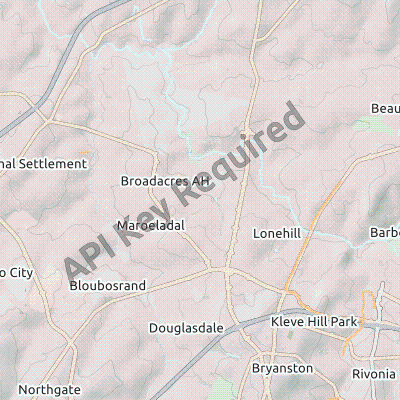 Beau
API Key Required
nal Settlement
Broadacres AH
Maroeladal
Lonehill
Barbe
o City
Bloubosrand
Douglasdale
Kleve Hill Park
Bryanston
Rivonia
Northgate